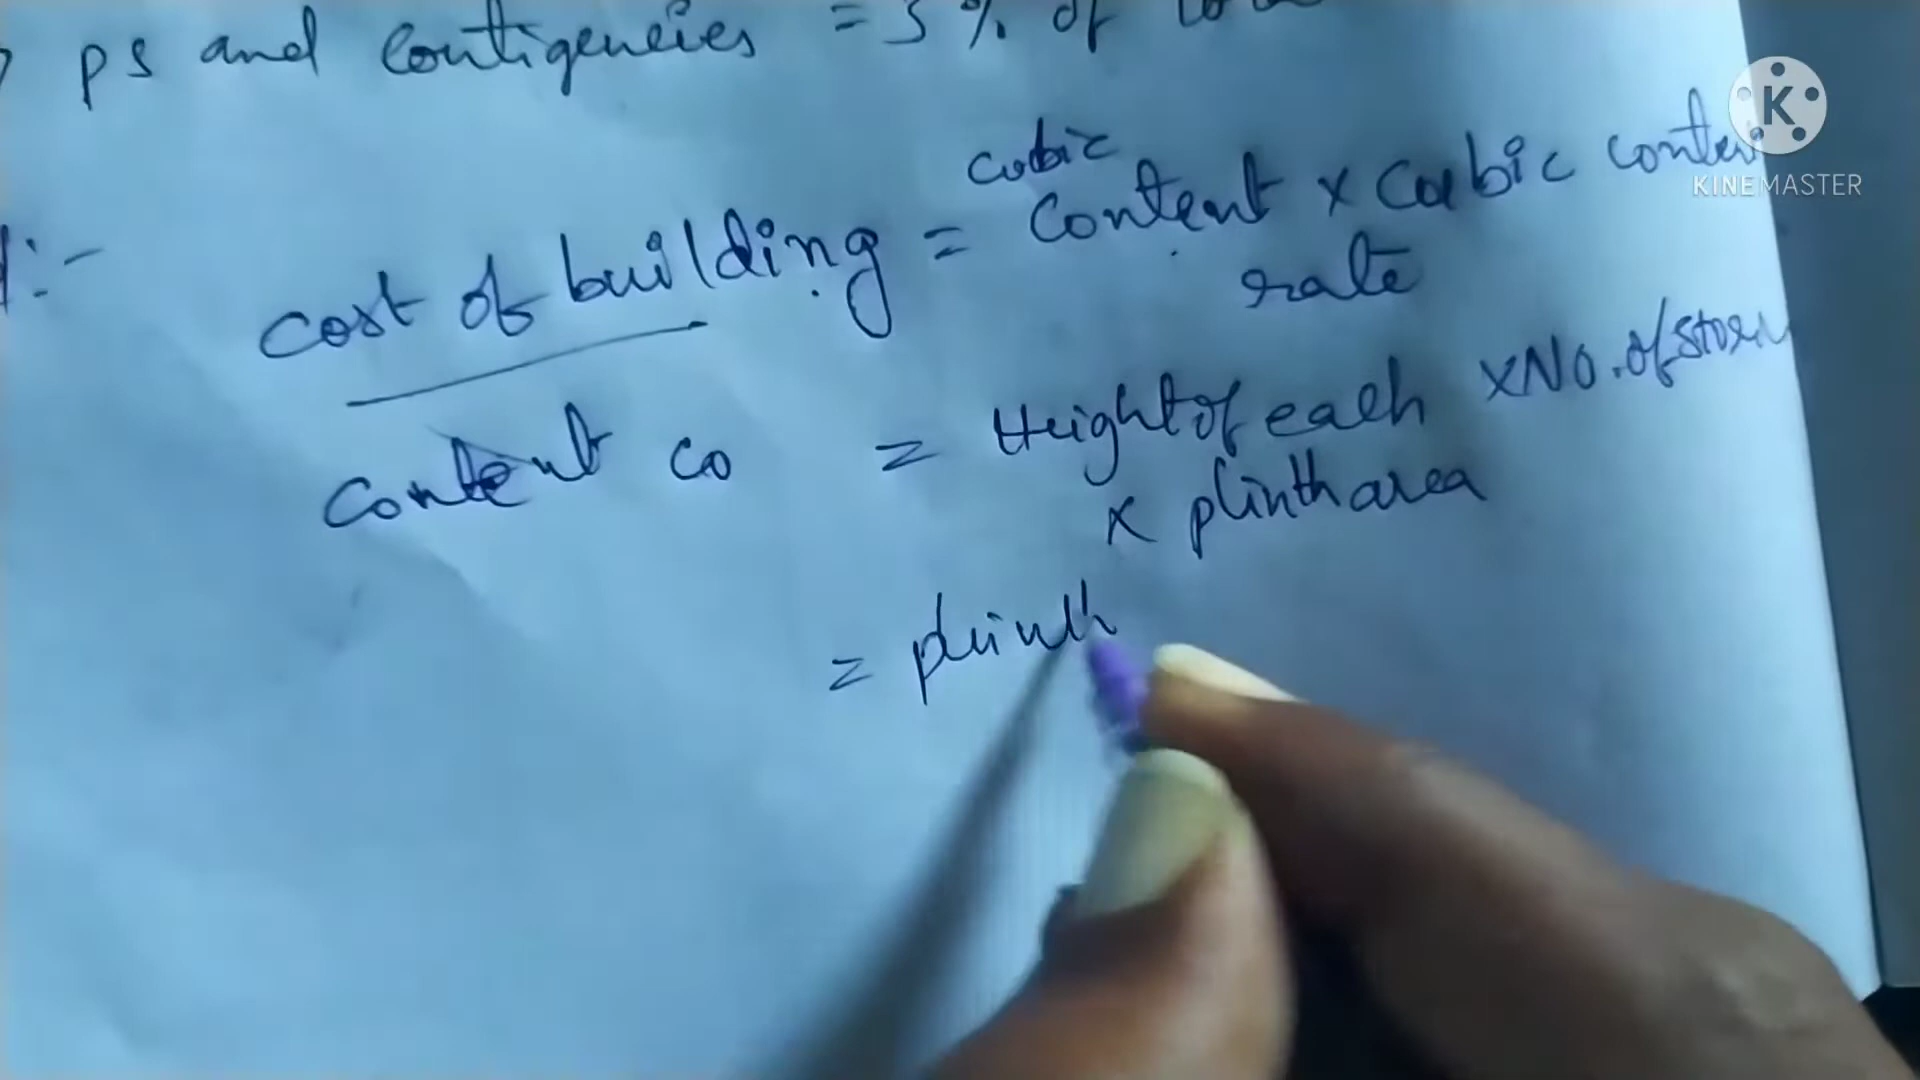 ps and contigencies = 5% of
cubic
cost of building = content x cubic content
rate
content co = Height of each x No. of
x plinth area
= plinth
K
KINEMASTER